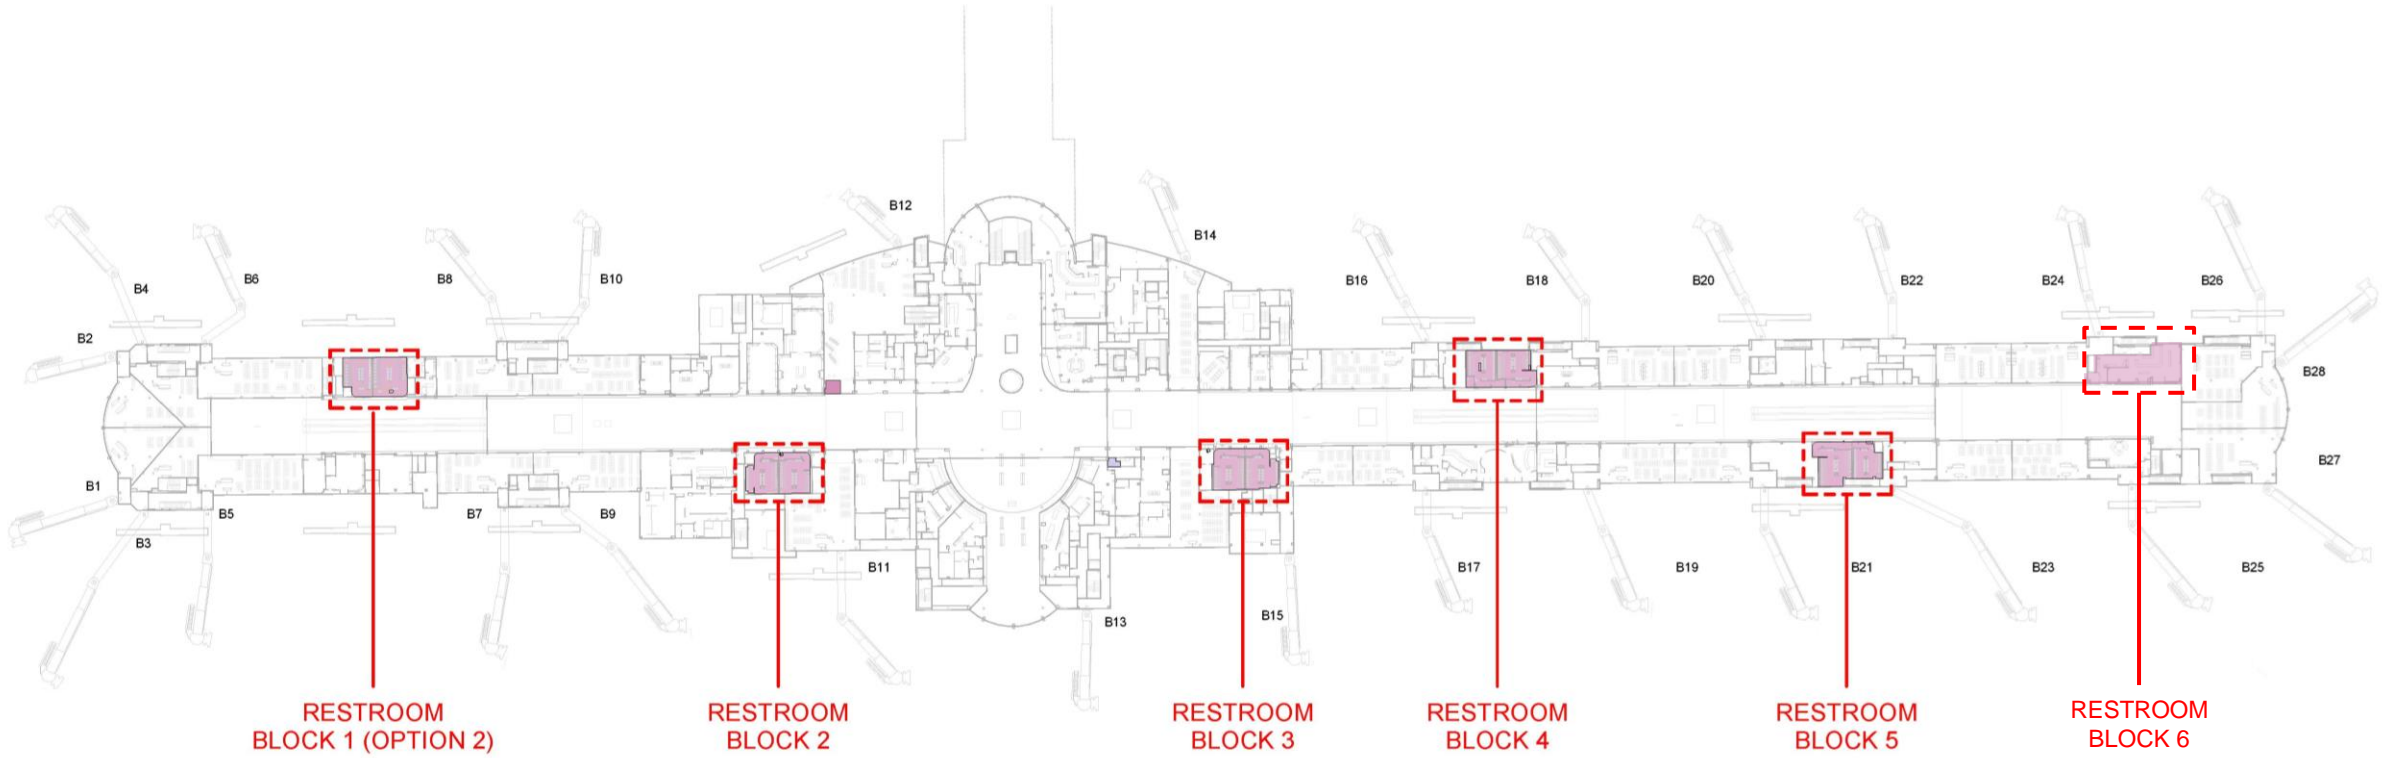 B12
B14
B4
B6
B8
B10
B16
B18
B20
B22
B24
B26
B2
B28
B1
B5
B7
B9
B3
B27
B11
B17
B19
B21
B23
B25
B13
B15
RESTROOM
BLOCK 1 (OPTION 2)
RESTROOM
BLOCK 2
RESTROOM
BLOCK 3
RESTROOM
BLOCK 4
RESTROOM
BLOCK 5
RESTROOM
BLOCK 6